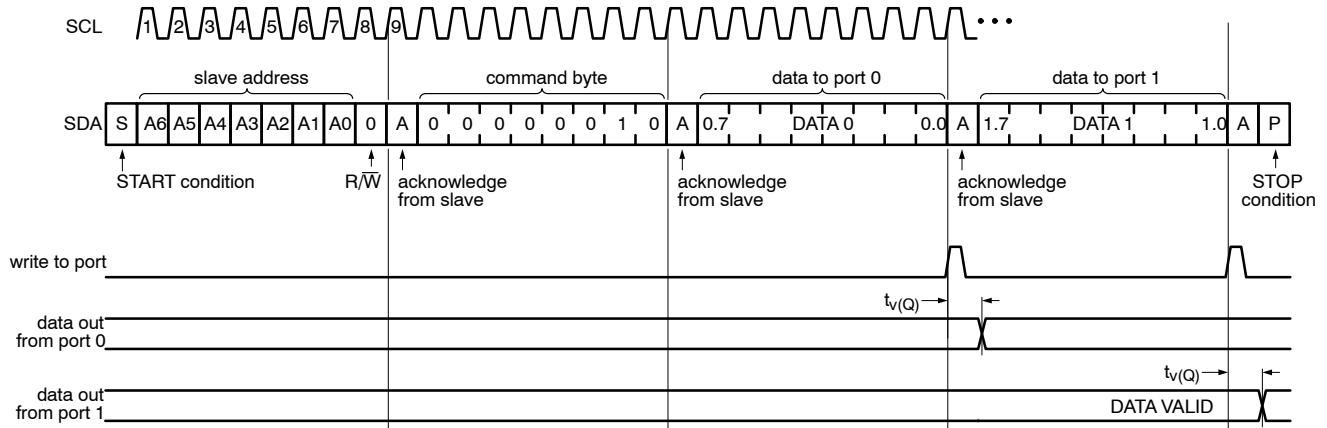 SCL 1 2 3 4 5 6 7 8 9 •••
slave address command byte data to port 0 data to port 1
SDA S A6 A5 A4 A3 A2 A1 A0 0 A 0 0 0 0 0 0 1 0 A 0.7 DATA 0 0.0 A 1.7 DATA 1 1.0 A P
START condition R/W̅ acknowledge acknowledge acknowledge STOP
from slave from slave from slave condition
write to port
tv(Q)
data out
from port 0
tv(Q)
data out
from port 1 DATA VALID